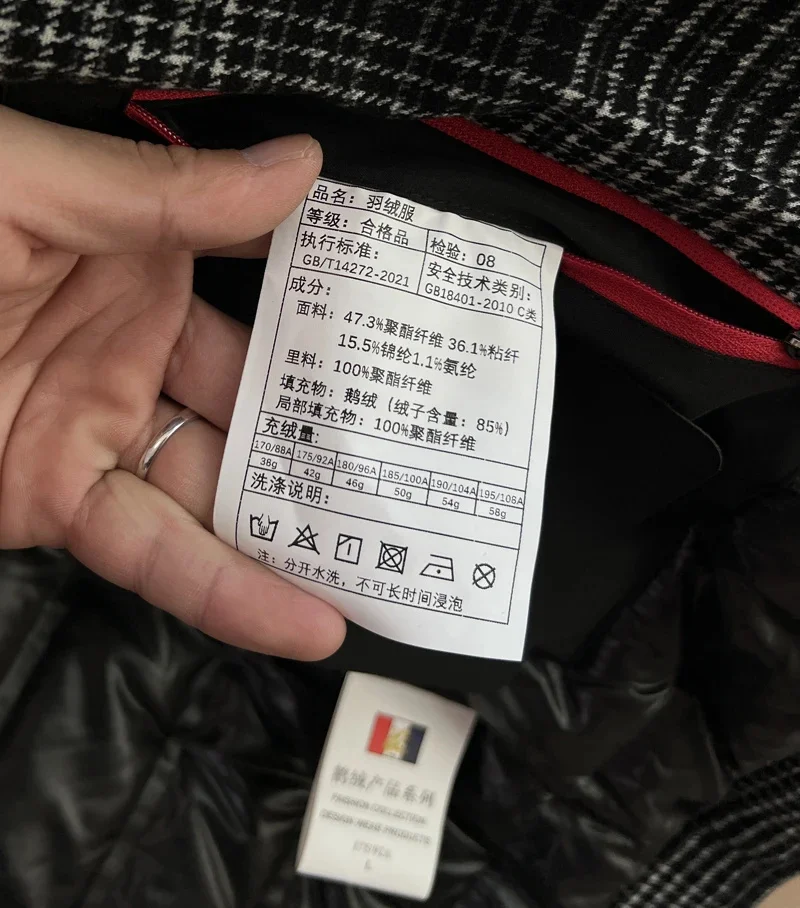 品名：羽绒服
等级：合格品
检验：08
执行标准：
GB/T14272-2021
安全技术类别：
GB18401-2010 C类
成分：
面料：47.3%聚酯纤维 36.1%粘纤
15.5%锦纶1.1%氨纶
里料：100%聚酯纤维
填充物：鹅绒（绒子含量：85%）
局部填充物：100%聚酯纤维
充绒量：
170/88A 175/92A 180/96A 185/100A 190/104A 195/108A
38g 42g 46g 50g 54g 58g
洗涤说明：
注：分开水洗，不可长时间浸泡
鹅绒产品系列
FASHION COLLECTION
DESIGN WEAR PRODUCTS
L